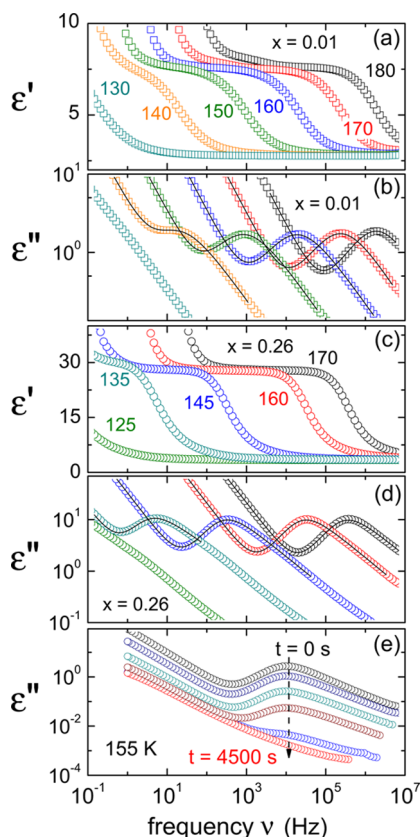 10
(a)
x = 0.01
ε'
130
180
5
140
150
160
170
1
10¹
(b)
x = 0.01
ε''
10⁰
(c)
x = 0.26
170
30
135
ε'
15
145
160
125
0
(d)
10¹
ε''
10⁰
x = 0.26
10⁻¹
(e)
t = 0 s
10⁰
ε''
10⁻²
155 K
t = 4500 s
10⁻⁴
10⁻¹ 10¹ 10³ 10⁵ 10⁷
frequency ν (Hz)